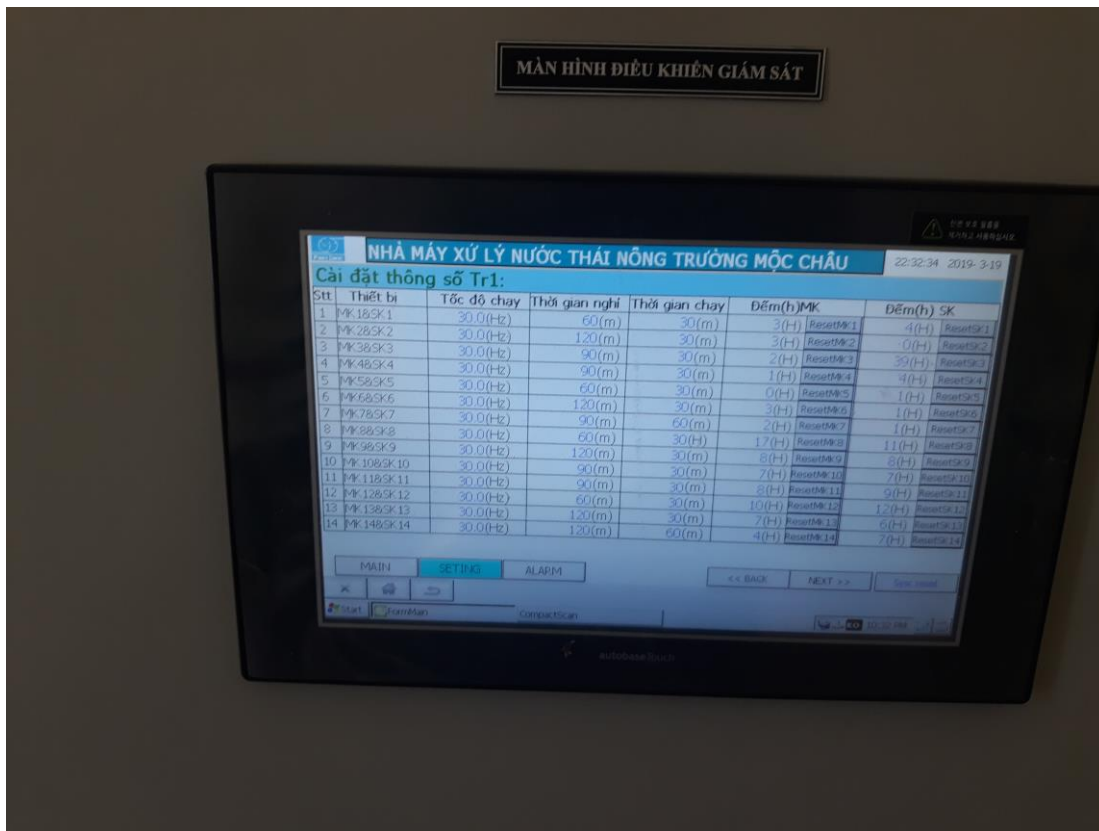 MÀN HÌNH ĐIỀU KHIỂN GIÁM SÁT
NHÀ MÁY XỬ LÝ NƯỚC THẢI NÔNG TRƯỜNG MỘC CHÂU 22:32:34 2019- 3-19
Cài đặt thông số Tr1:
Stt Thiết bị Tốc độ chạy Thời gian nghỉ Thời gian chạy Đếm(h)MK Đếm(h) SK
1 MK1&SK1 30.0(Hz) 60(m) 30(m) 3(H) ResetMK1 4(H) ResetSK1
2 MK2&SK2 30.0(Hz) 120(m) 30(m) 3(H) ResetMK2 0(H) ResetSK2
3 MK3&SK3 30.0(Hz) 90(m) 30(m) 2(H) ResetMK3 39(H) ResetSK3
4 MK4&SK4 30.0(Hz) 90(m) 30(m) 1(H) ResetMK4 4(H) ResetSK4
5 MK5&SK5 30.0(Hz) 60(m) 30(m) 0(H) ResetMK5 1(H) ResetSK5
6 MK6&SK6 30.0(Hz) 120(m) 30(m) 3(H) ResetMK6 1(H) ResetSK6
7 MK7&SK7 30.0(Hz) 90(m) 60(m) 2(H) ResetMK7 1(H) ResetSK7
8 MK8&SK8 30.0(Hz) 60(m) 30(H) 17(H) ResetMK8 11(H) ResetSK8
9 MK9&SK9 30.0(Hz) 120(m) 30(m) 8(H) ResetMK9 8(H) ResetSK9
10 MK10&SK10 30.0(Hz) 90(m) 30(m) 7(H) ResetMK10 7(H) ResetSK10
11 MK11&SK11 30.0(Hz) 90(m) 30(m) 8(H) ResetMK11 9(H) ResetSK11
12 MK12&SK12 30.0(Hz) 60(m) 30(m) 10(H) ResetMK12 12(H) ResetSK12
13 MK13&SK13 30.0(Hz) 120(m) 30(m) 7(H) ResetMK13 6(H) ResetSK13
14 MK14&SK14 30.0(Hz) 120(m) 60(m) 4(H) ResetMK14 7(H) ResetSK14
MAIN SETING ALARM << BACK NEXT >>
Start FormMain CompactScan KO 10:32 PM
autobaseTouch